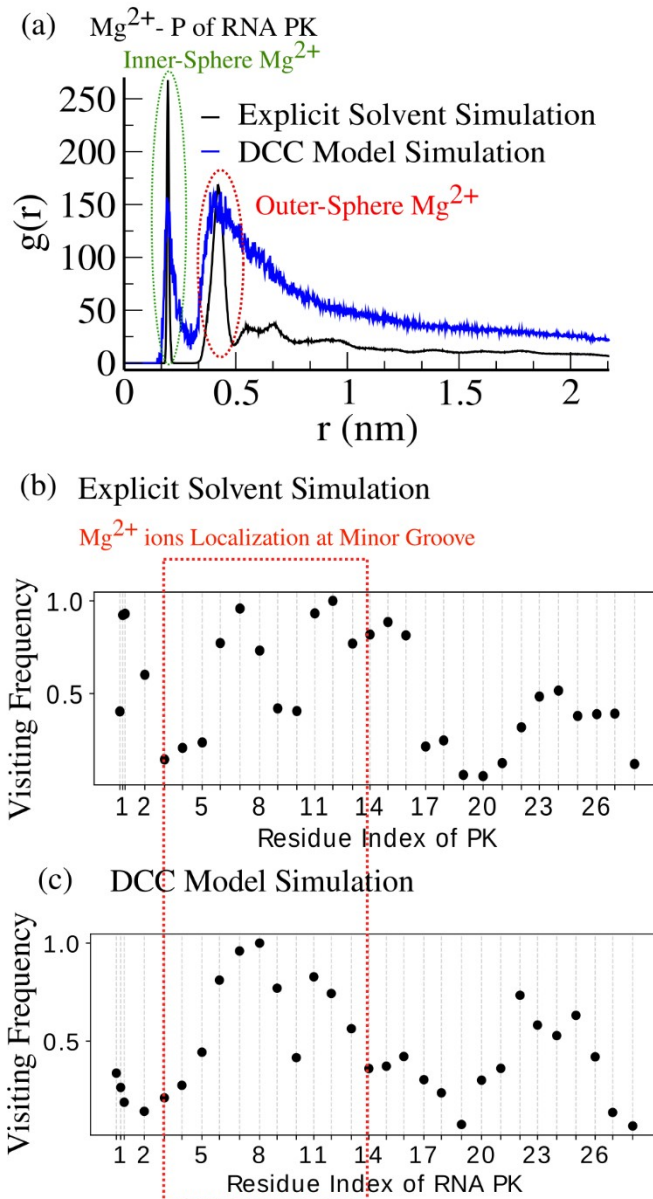 (a) Mg2+- P of RNA PK
Inner-Sphere Mg2+
Explicit Solvent Simulation
DCC Model Simulation
Outer-Sphere Mg2+
g(r)
250
200
150
100
50
0
0 0.5 1 1.5 2
r (nm)
(b) Explicit Solvent Simulation
Mg2+ ions Localization at Minor Groove
Visiting Frequency
1.0
0.5
1 2 5 8 11 14 17 20 23 26
Residue Index of PK
(c) DCC Model Simulation
Visiting Frequency
1.0
0.5
1 2 5 8 11 14 17 20 23 26
Residue Index of RNA PK